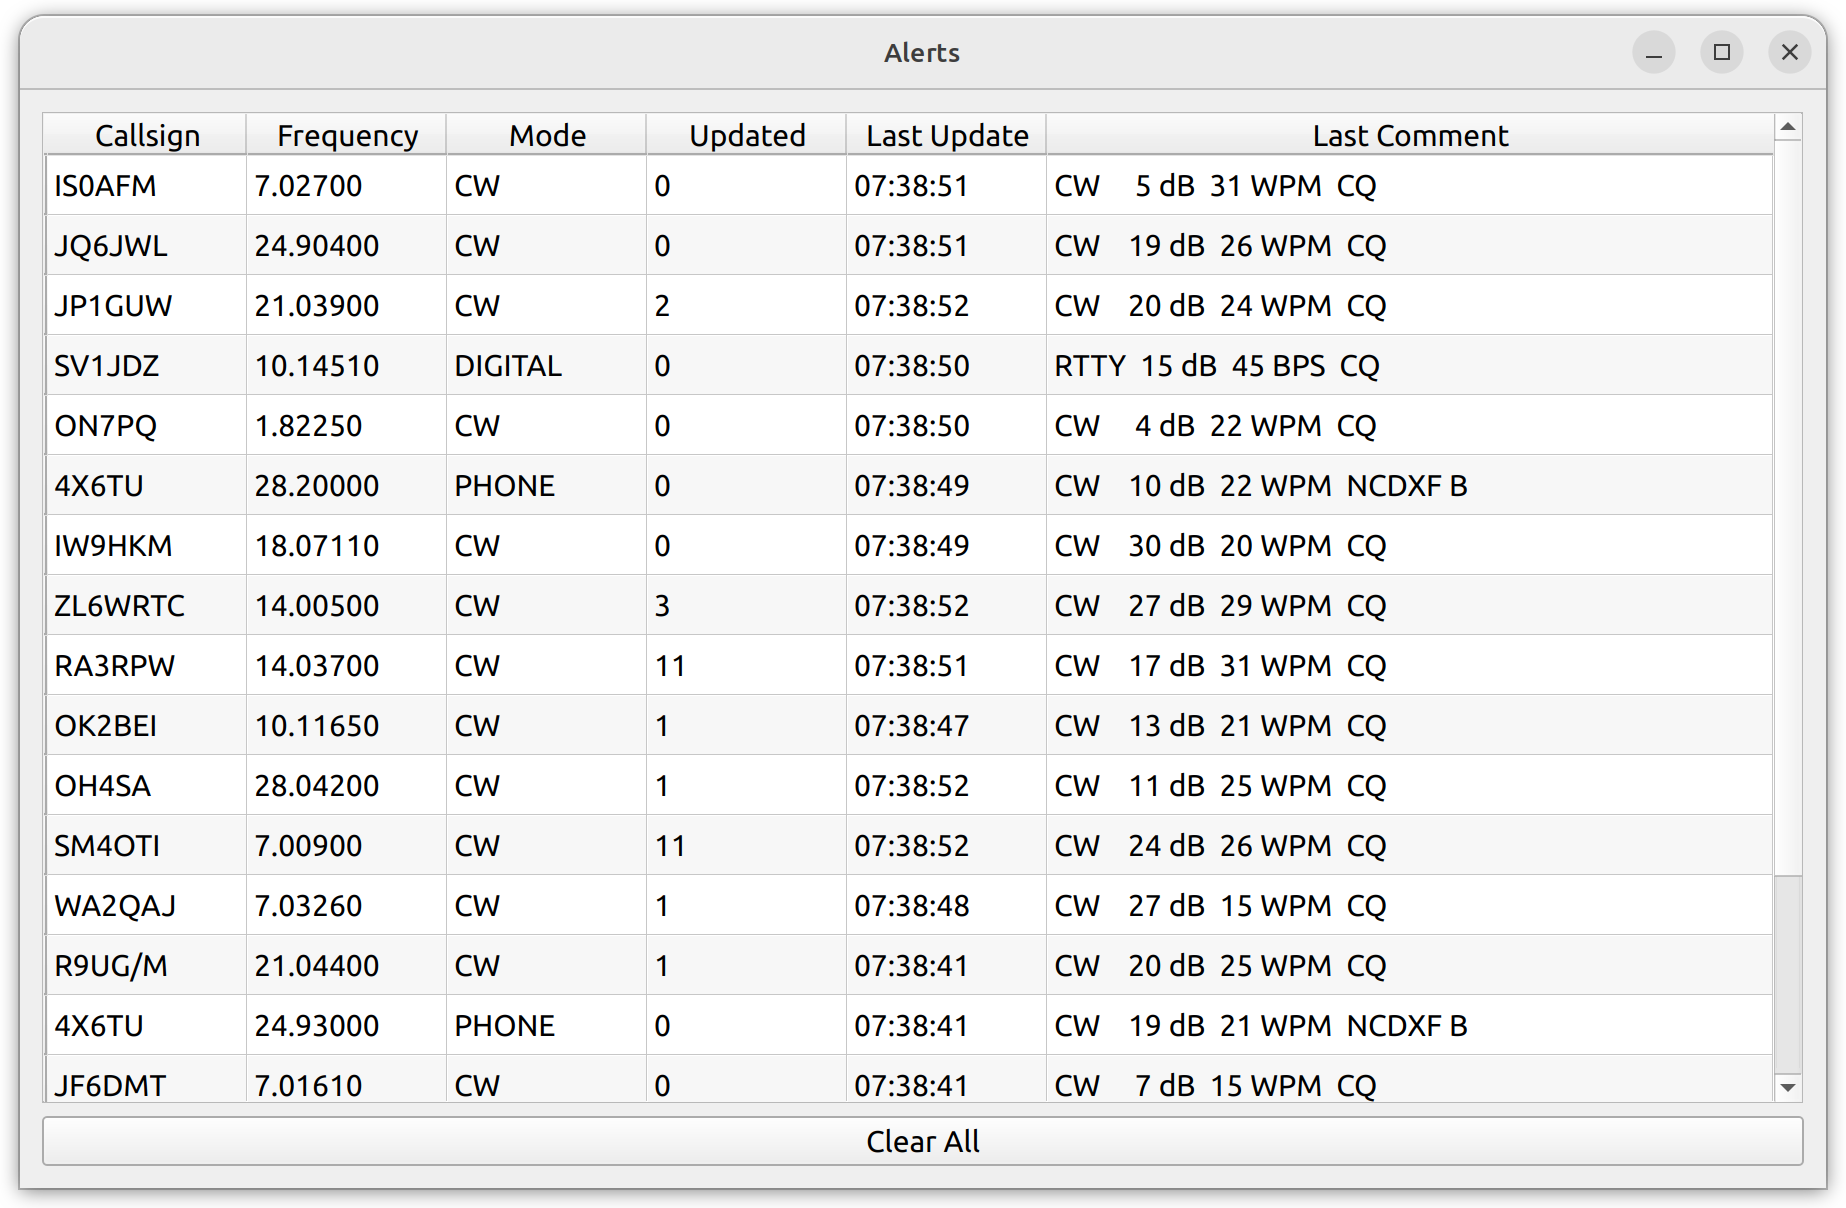 Alerts
Callsign Frequency Mode Updated Last Update Last Comment
IS0AFM 7.02700 CW 0 07:38:51 CW 5 dB 31 WPM CQ
JQ6JWL 24.90400 CW 0 07:38:51 CW 19 dB 26 WPM CQ
JP1GUW 21.03900 CW 2 07:38:52 CW 20 dB 24 WPM CQ
SV1JDZ 10.14510 DIGITAL 0 07:38:50 RTTY 15 dB 45 BPS CQ
ON7PQ 1.82250 CW 0 07:38:50 CW 4 dB 22 WPM CQ
4X6TU 28.20000 PHONE 0 07:38:49 CW 10 dB 22 WPM NCDXF B
IW9HKM 18.07110 CW 0 07:38:49 CW 30 dB 20 WPM CQ
ZL6WRTC 14.00500 CW 3 07:38:52 CW 27 dB 29 WPM CQ
RA3RPW 14.03700 CW 11 07:38:51 CW 17 dB 31 WPM CQ
OK2BEI 10.11650 CW 1 07:38:47 CW 13 dB 21 WPM CQ
OH4SA 28.04200 CW 1 07:38:52 CW 11 dB 25 WPM CQ
SM4OTI 7.00900 CW 11 07:38:52 CW 24 dB 26 WPM CQ
WA2QAJ 7.03260 CW 1 07:38:48 CW 27 dB 15 WPM CQ
R9UG/M 21.04400 CW 1 07:38:41 CW 20 dB 25 WPM CQ
4X6TU 24.93000 PHONE 0 07:38:41 CW 19 dB 21 WPM NCDXF B
JF6DMT 7.01610 CW 0 07:38:41 CW 7 dB 15 WPM CQ
Clear All